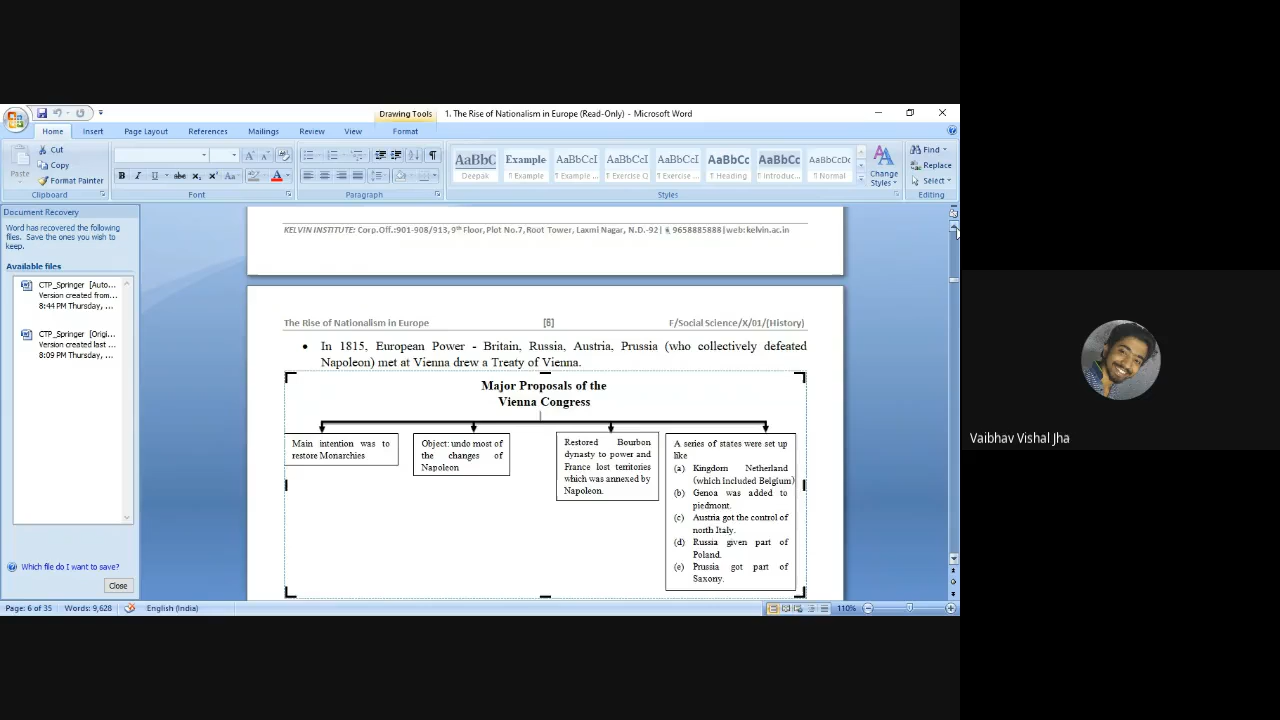 Drawing Tools
1. The Rise of Nationalism in Europe (Read-Only) - Microsoft Word
Home Insert Page Layout References Mailings Review View Format
Paste
Cut
Copy
Format Painter
Clipboard
Font
Paragraph
AaBbC Example AaBbCcI AaBbCcI AaBbCcI AaBbCc AaBbCc AaBbCcDc
Deepak ¶ Example ¶ Example ... ¶ Exercise Q ¶ Exercise ... ¶ Heading ¶ Introduc... ¶ Normal
Change
Styles
Styles
Find
Replace
Select
Editing
Document Recovery
Word has recovered the following
files. Save the ones you wish to
keep.
Available files
CTP_Springer [Auto...
Version created from...
8:44 PM Thursday, ...
CTP_Springer [Origi...
Version created last ...
8:09 PM Thursday, ...
Which file do I want to save?
Close
KELVIN INSTITUTE: Corp.Off.:901-908/913, 9th Floor, Plot No.7, Root Tower, Laxmi Nagar, N.D.-92| 9658885888|web: kelvin.ac.in
The Rise of Nationalism in Europe [6] F/Social Science/X/01/(History)
• In 1815, European Power - Britain, Russia, Austria, Prussia (who collectively defeated
Napoleon) met at Vienna drew a Treaty of Vienna.
Major Proposals of the
Vienna Congress
Main intention was to
restore Monarchies
Object: undo most of
the changes of
Napoleon
Restored Bourbon
dynasty to power and
France lost territories
which was annexed by
Napoleon.
A series of states were set up
like
(a) Kingdom Netherland
(which included Belgium)
(b) Genoa was added to
piedmont.
(c) Austria got the control of
north Italy.
(d) Russia given part of
Poland.
(e) Prussia got part of
Saxony.
Page: 6 of 35 Words: 9,628 English (India) 110%
Vaibhav Vishal Jha